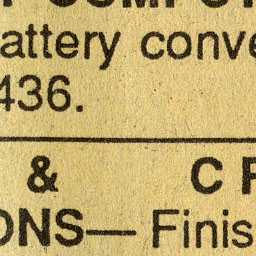 attery conve
436.
& C
ONS— Finis